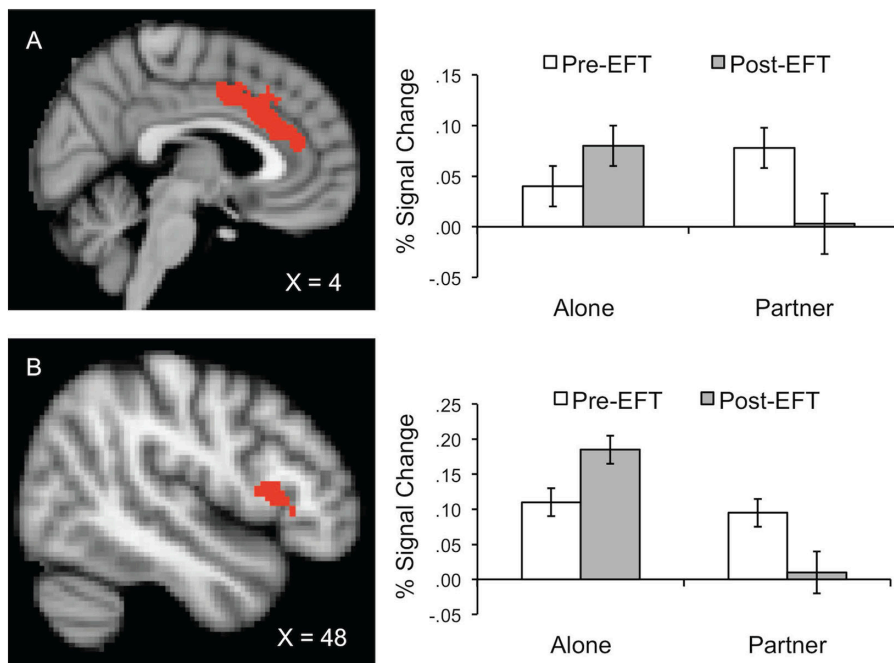 A
X = 4
Pre-EFT Post-EFT
% Signal Change
.15
.10
.05
.00
-.05
Alone Partner
B
X = 48
Pre-EFT Post-EFT
% Signal Change
.25
.20
.15
.10
.05
.00
-.05
Alone Partner